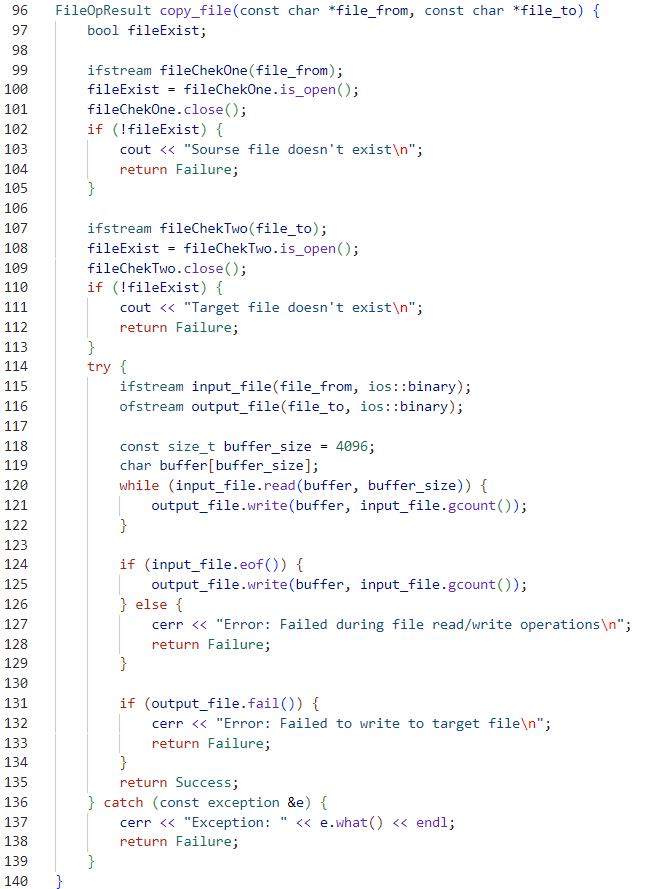 96 FileOpResult copy_file(const char *file_from, const char *file_to) {
97     bool fileExist;
98
99     ifstream fileChekOne(file_from);
100     fileExist = fileChekOne.is_open();
101     fileChekOne.close();
102     if (!fileExist) {
103         cout << "Sourse file doesn't exist\n";
104         return Failure;
105     }
106
107     ifstream fileChekTwo(file_to);
108     fileExist = fileChekTwo.is_open();
109     fileChekTwo.close();
110     if (!fileExist) {
111         cout << "Target file doesn't exist\n";
112         return Failure;
113     }
114     try {
115         ifstream input_file(file_from, ios::binary);
116         ofstream output_file(file_to, ios::binary);
117
118         const size_t buffer_size = 4096;
119         char buffer[buffer_size];
120         while (input_file.read(buffer, buffer_size)) {
121             output_file.write(buffer, input_file.gcount());
122         }
123
124         if (input_file.eof()) {
125             output_file.write(buffer, input_file.gcount());
126         } else {
127             cerr << "Error: Failed during file read/write operations\n";
128             return Failure;
129         }
130
131         if (output_file.fail()) {
132             cerr << "Error: Failed to write to target file\n";
133             return Failure;
134         }
135         return Success;
136     } catch (const exception &e) {
137         cerr << "Exception: " << e.what() << endl;
138         return Failure;
139     }
140 }